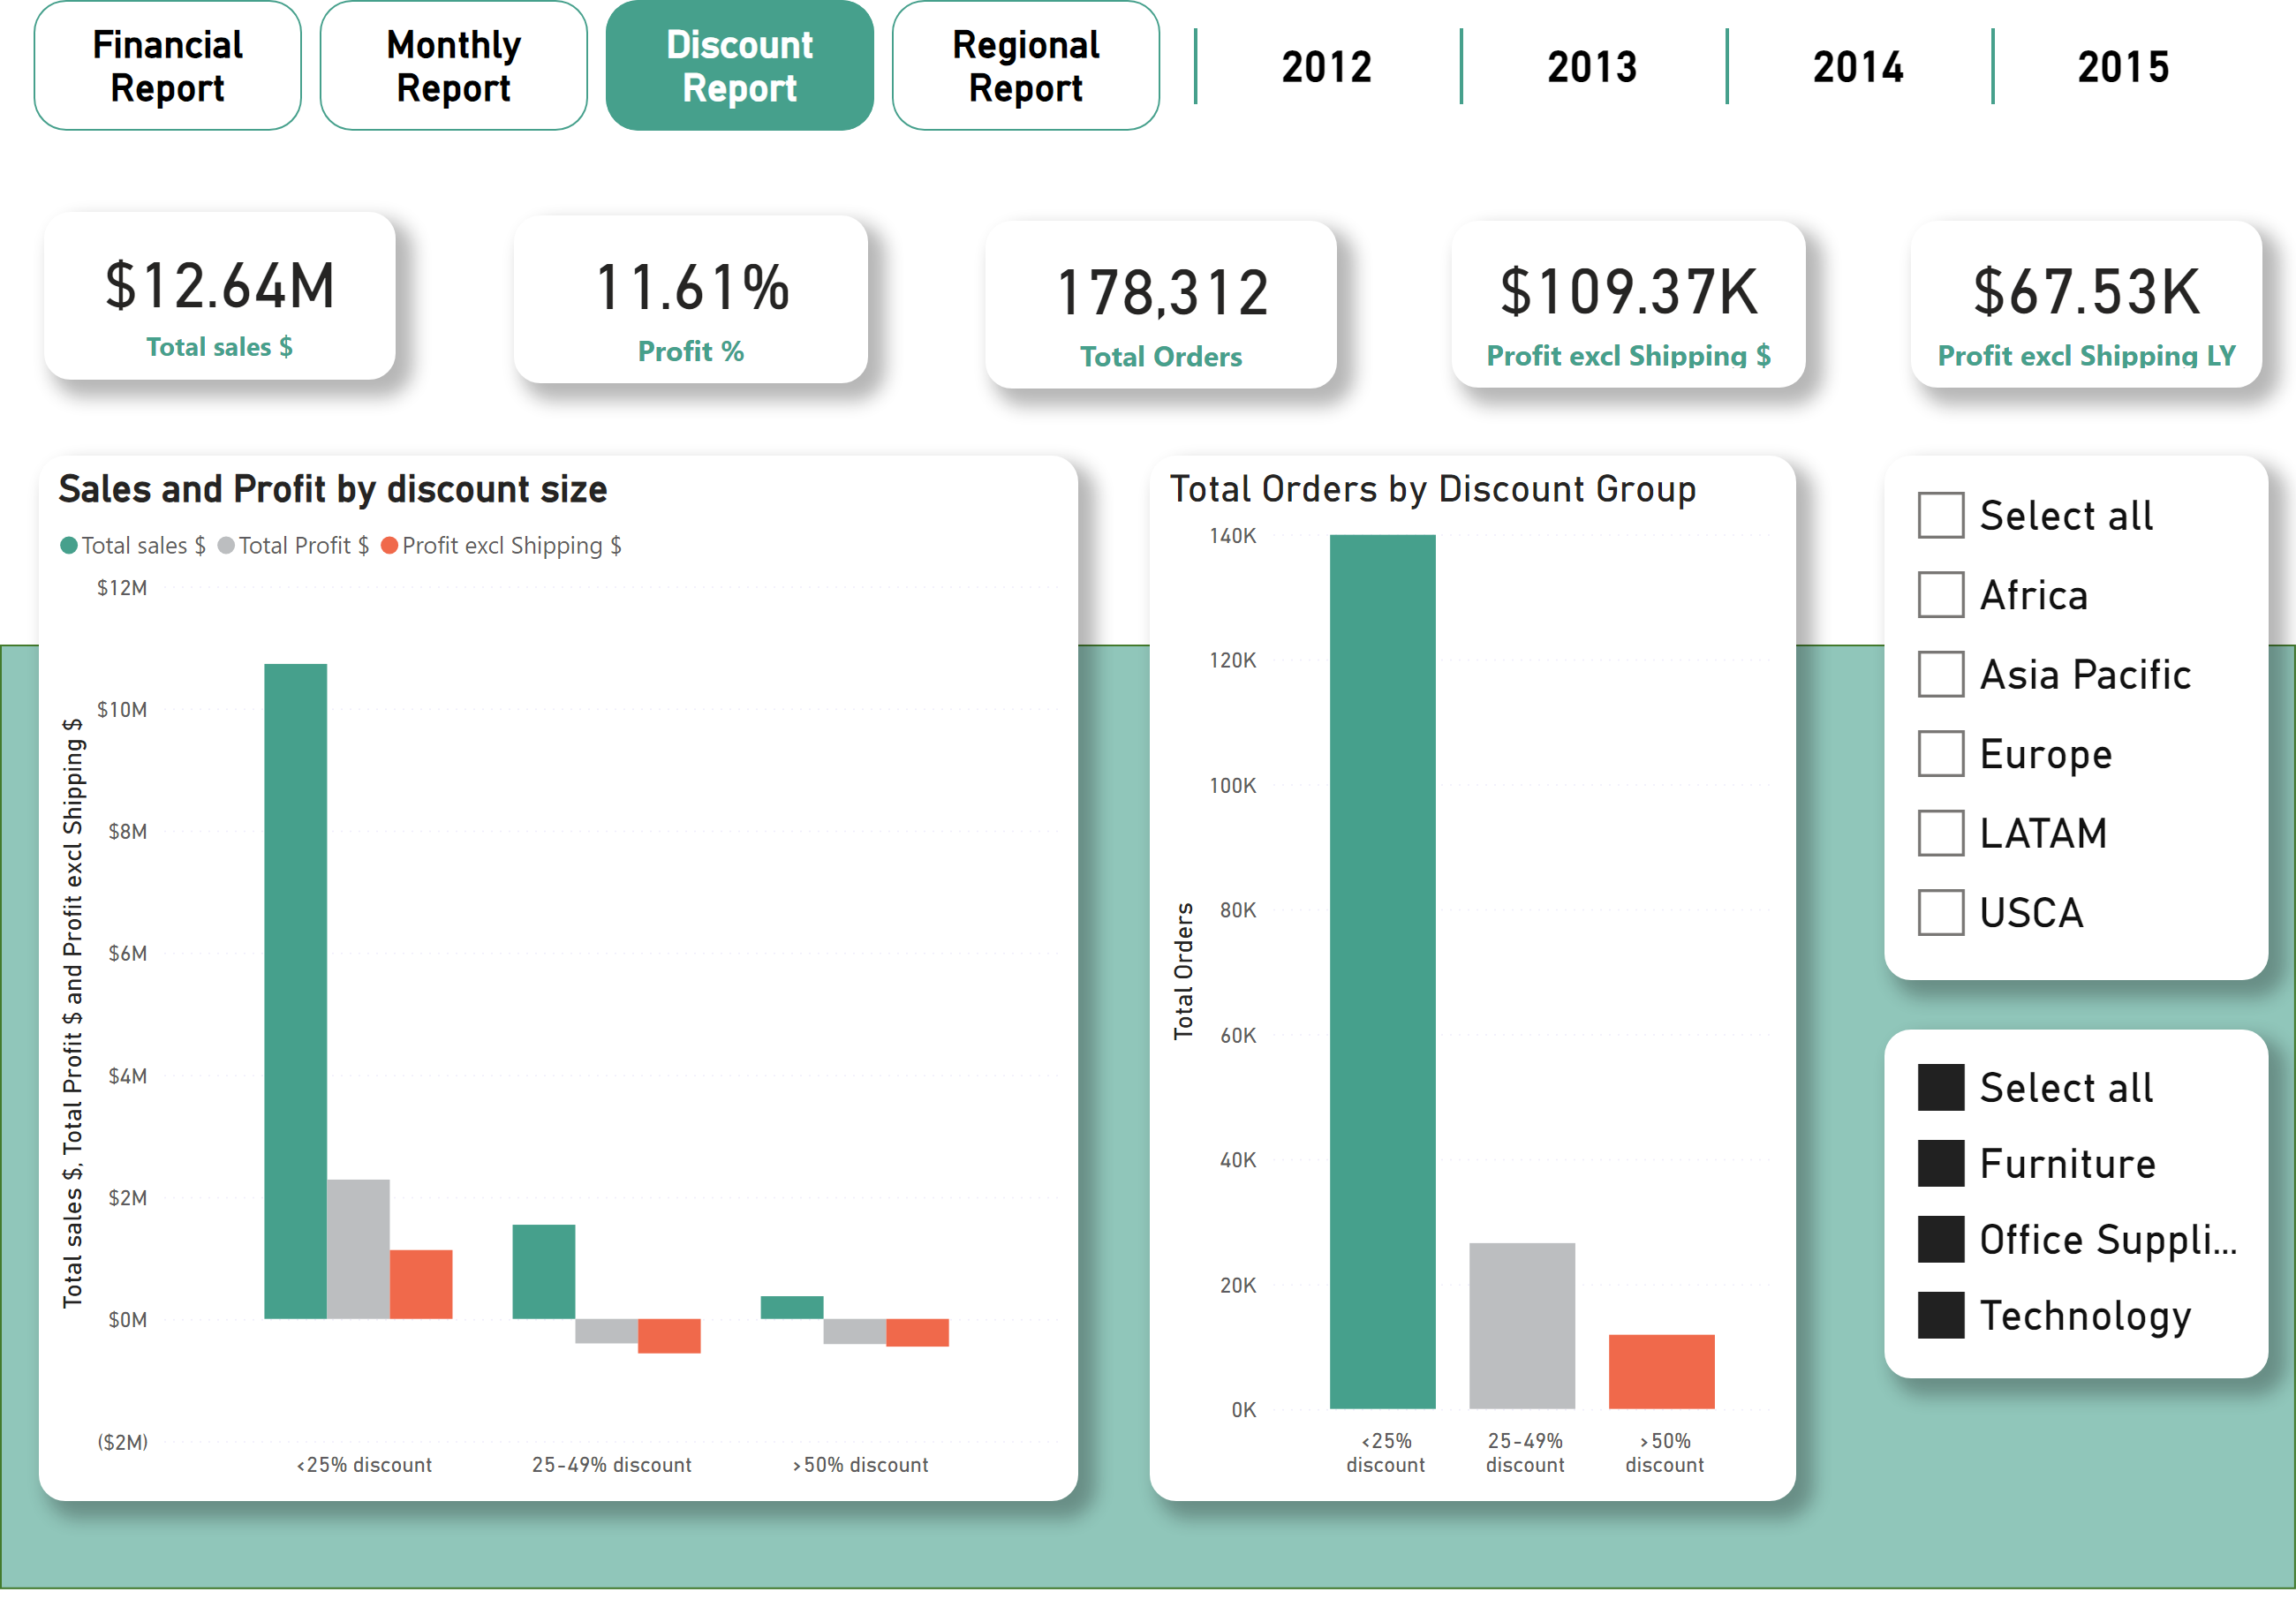 Financial Report
Monthly Report
Discount Report
Regional Report
2012
2013
2014
2015
$12.64M
Total sales $
11.61%
Profit %
178,312
Total Orders
$109.37K
Profit excl Shipping $
$67.53K
Profit excl Shipping LY
Sales and Profit by discount size
Total sales $ Total Profit $ Profit excl Shipping $
Total sales $, Total Profit $ and Profit excl Shipping $
$12M
$10M
$8M
$6M
$4M
$2M
$0M
($2M)
<25% discount
25-49% discount
>50% discount
Total Orders by Discount Group
Total Orders
140K
120K
100K
80K
60K
40K
20K
0K
<25% discount
25-49% discount
>50% discount
Select all
Africa
Asia Pacific
Europe
LATAM
USCA
Select all
Furniture
Office Suppli...
Technology